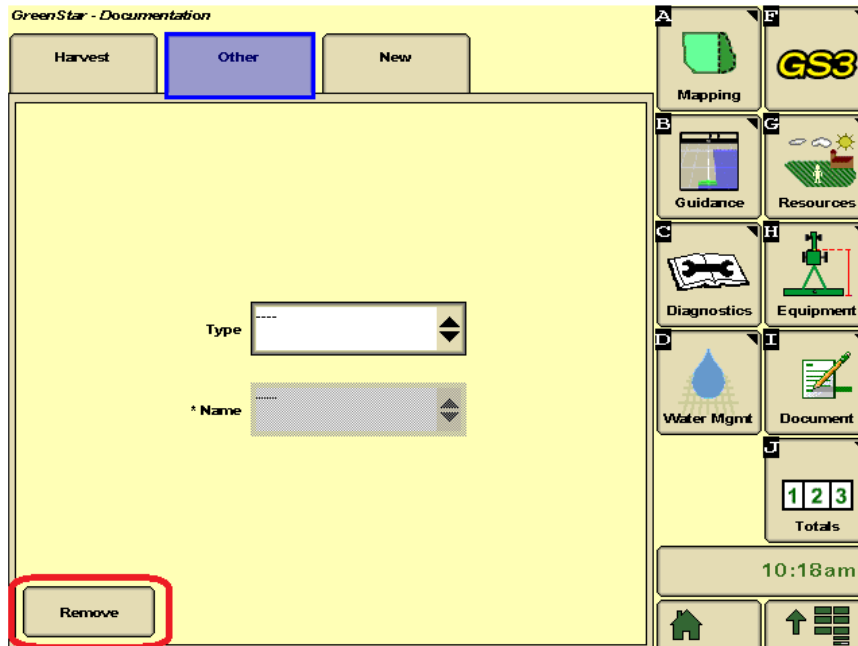 GreenStar - Documentation
Harvest
Other
New
Type
----
* Name
Remove
A
Mapping
F
GS3
B
Guidance
G
Resources
C
Diagnostics
H
Equipment
D
Water Mgmt
I
Document
J
1 2 3
Totals
10:18am